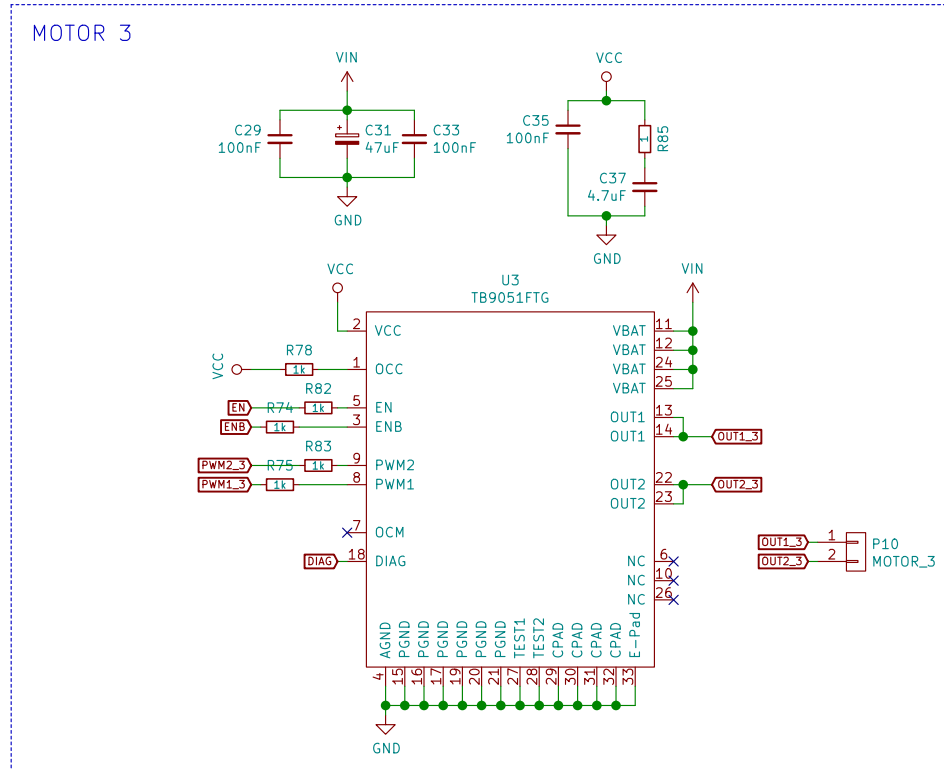 MOTOR 3
VIN
C29
100nF
C31
47uF
C33
100nF
+
GND
VCC
C35
100nF
1
R85
C37
4.7uF
GND
VCC
U3
TB9051FTG
VIN
2 VCC
VCC R78 1k 1 OCC
EN R82 1k 5 EN
ENB R74 1k 3 ENB
PWM2_3 R83 1k 9 PWM2
PWM1_3 R75 1k 8 PWM1
7 OCM
DIAG 18 DIAG
VBAT 11
VBAT 12
VBAT 24
VBAT 25
OUT1 13
OUT1 14 OUT1_3
OUT2 22 OUT2_3
OUT2 23
NC 6
NC 10
NC 26
AGND 4
PGND 15
PGND 16
PGND 17
PGND 19
PGND 20
PGND 21
TEST1 27
TEST2 28
CPAD 29
CPAD 30
CPAD 31
CPAD 32
E-Pad 33
GND
OUT1_3 1 P10
OUT2_3 2 MOTOR_3